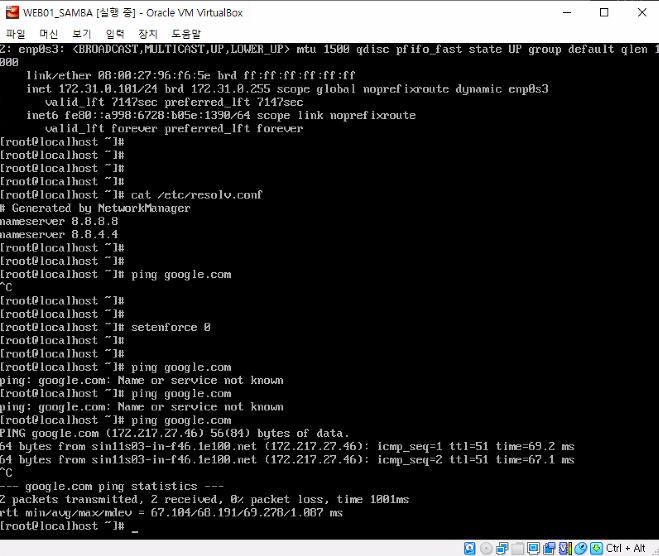 WEB01_SAMBA [실행 중] - Oracle VM VirtualBox
파일 머신 보기 입력 장치 도움말
2: enp0s3: <BROADCAST,MULTICAST,UP,LOWER_UP> mtu 1500 qdisc pfifo_fast state UP group default qlen 1
000
link/ether 08:00:27:96:f6:5e brd ff:ff:ff:ff:ff:ff
inet 172.31.0.101/24 brd 172.31.0.255 scope global noprefixroute dynamic enp0s3
valid_lft 7147sec preferred_lft 7147sec
inet6 fe80::a998:6728:b05e:1390/64 scope link noprefixroute
valid_lft forever preferred_lft forever
[root@localhost ~]#
[root@localhost ~]#
[root@localhost ~]#
[root@localhost ~]#
[root@localhost ~]# cat /etc/resolv.conf
# Generated by NetworkManager
nameserver 8.8.8.8
nameserver 8.8.4.4
[root@localhost ~]#
[root@localhost ~]#
[root@localhost ~]# ping google.com
^C
[root@localhost ~]#
[root@localhost ~]#
[root@localhost ~]# setenforce 0
[root@localhost ~]#
[root@localhost ~]#
[root@localhost ~]# ping google.com
ping: google.com: Name or service not known
[root@localhost ~]# ping google.com
ping: google.com: Name or service not known
[root@localhost ~]# ping google.com
PING google.com (172.217.27.46) 56(84) bytes of data.
64 bytes from sin11s03-in-f46.1e100.net (172.217.27.46): icmp_seq=1 ttl=51 time=69.2 ms
64 bytes from sin11s03-in-f46.1e100.net (172.217.27.46): icmp_seq=2 ttl=51 time=67.1 ms
^C
--- google.com ping statistics ---
2 packets transmitted, 2 received, 0% packet loss, time 1001ms
rtt min/avg/max/mdev = 67.104/68.191/69.278/1.087 ms
[root@localhost ~]# _
Ctrl + Alt